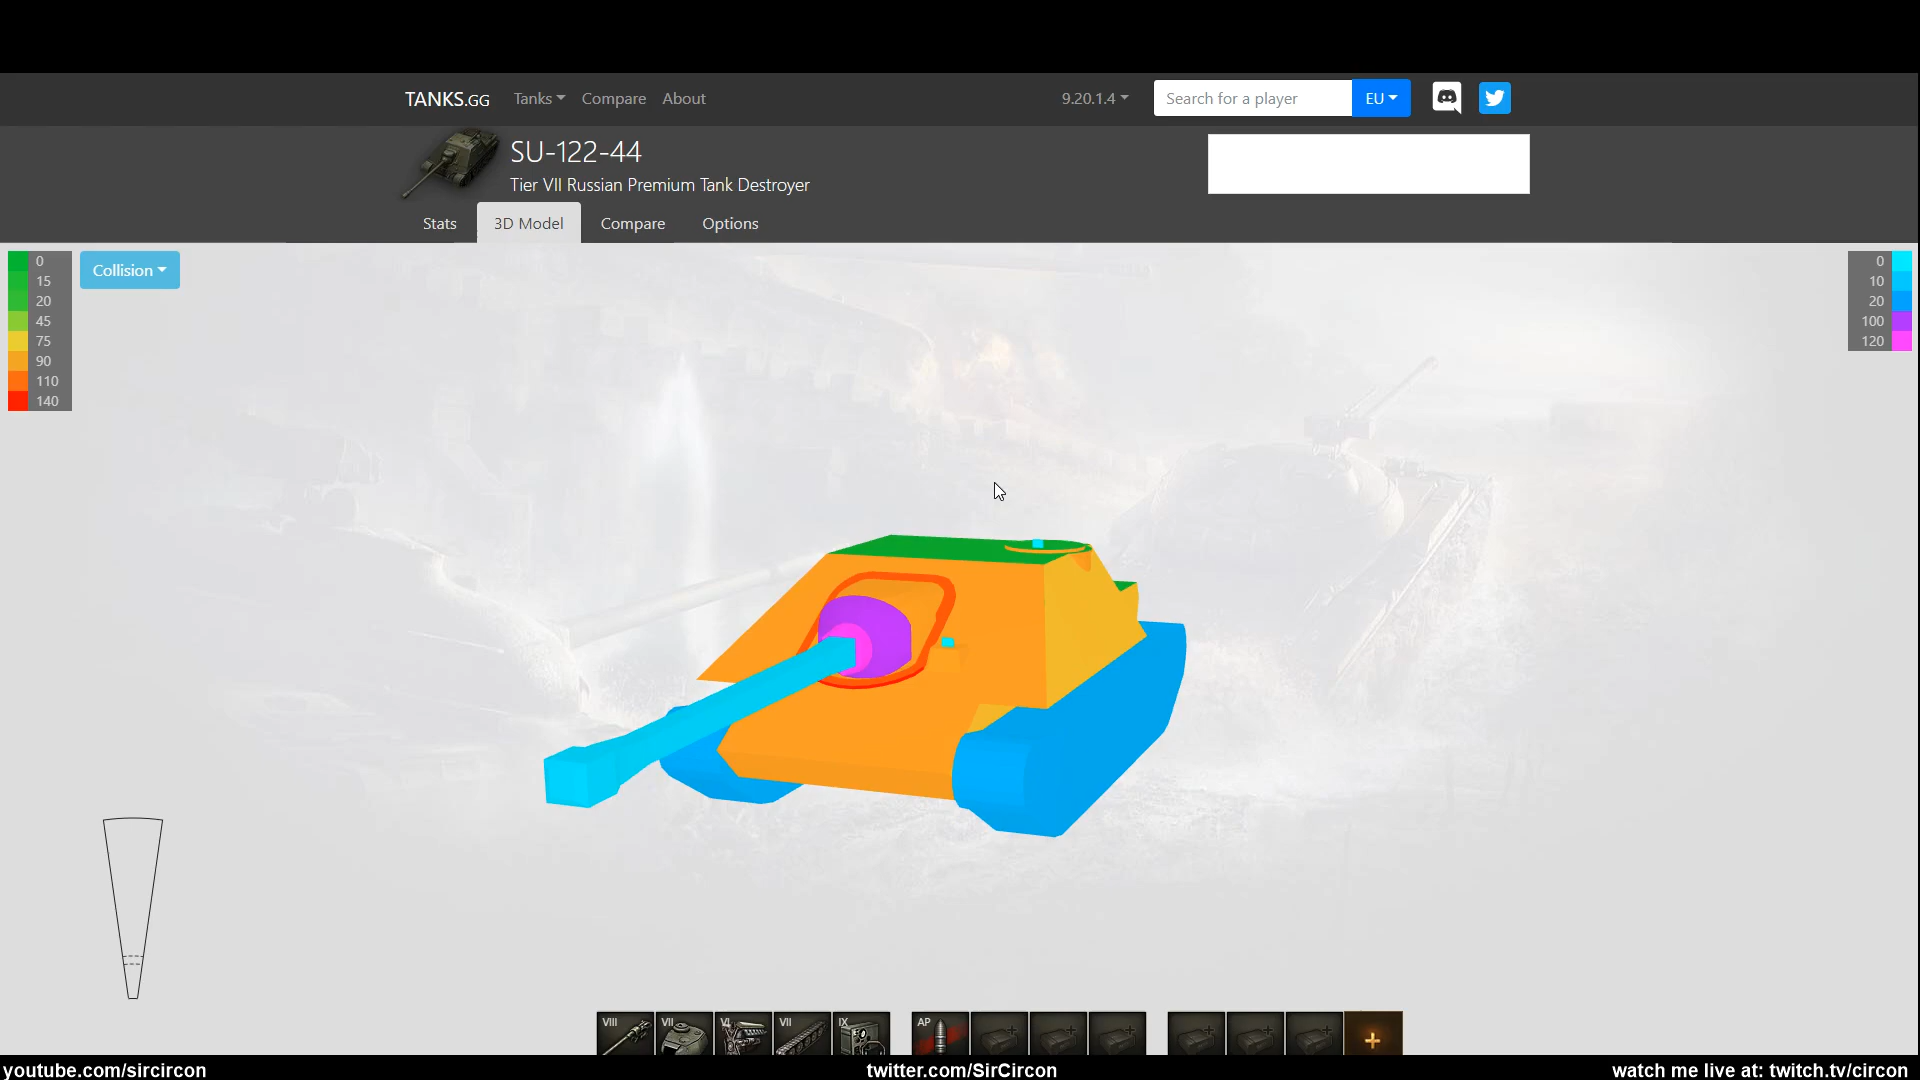 TANKS.GG Tanks Compare About 9.20.1.4 Search for a player EU
SU-122-44
Tier VII Russian Premium Tank Destroyer
Stats 3D Model Compare Options
Collision
0
15
20
45
75
90
110
140
0
10
20
100
120
VIII VII VI VII IX AP
youtube.com/sircircon twitter.com/SirCircon watch me live at: twitch.tv/circon